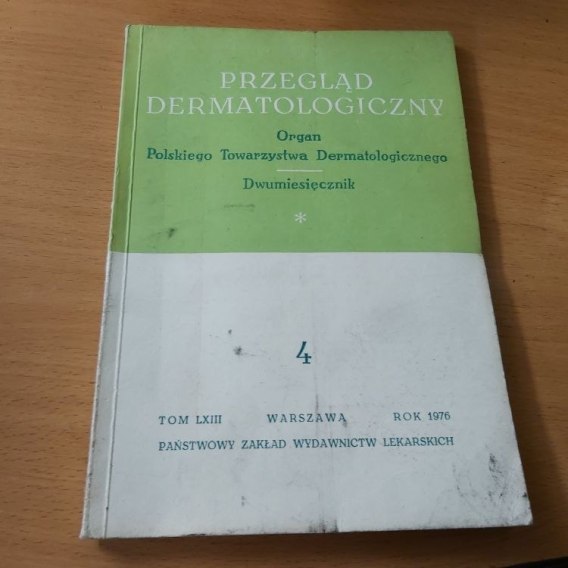 PRZEGLĄD
DERMATOLOGICZNY
Organ
Polskiego Towarzystwa Dermatologicznego
Dwumiesięcznik
*
4
TOM LXIII WARSZAWA ROK 1976
PAŃSTWOWY ZAKŁAD WYDAWNICTW LEKARSKICH